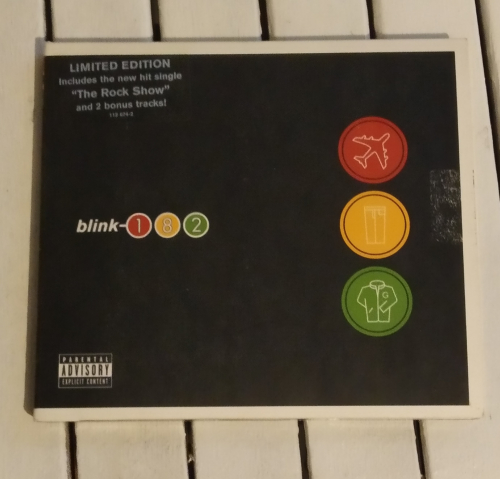 LIMITED EDITION
Includes the new hit single
"The Rock Show"
and 2 bonus tracks!
blink-182
G
PARENTAL
ADVISORY
EXPLICIT CONTENT